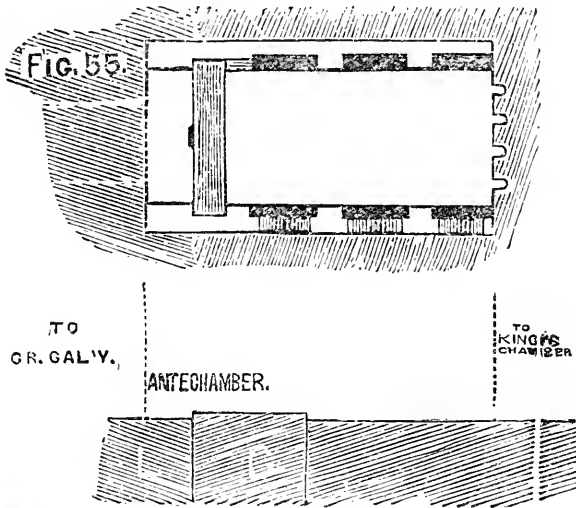 FIG. 55.
TO
GR. GAL'Y.
ANTECHAMBER.
TO
KING'S
CHAMBER